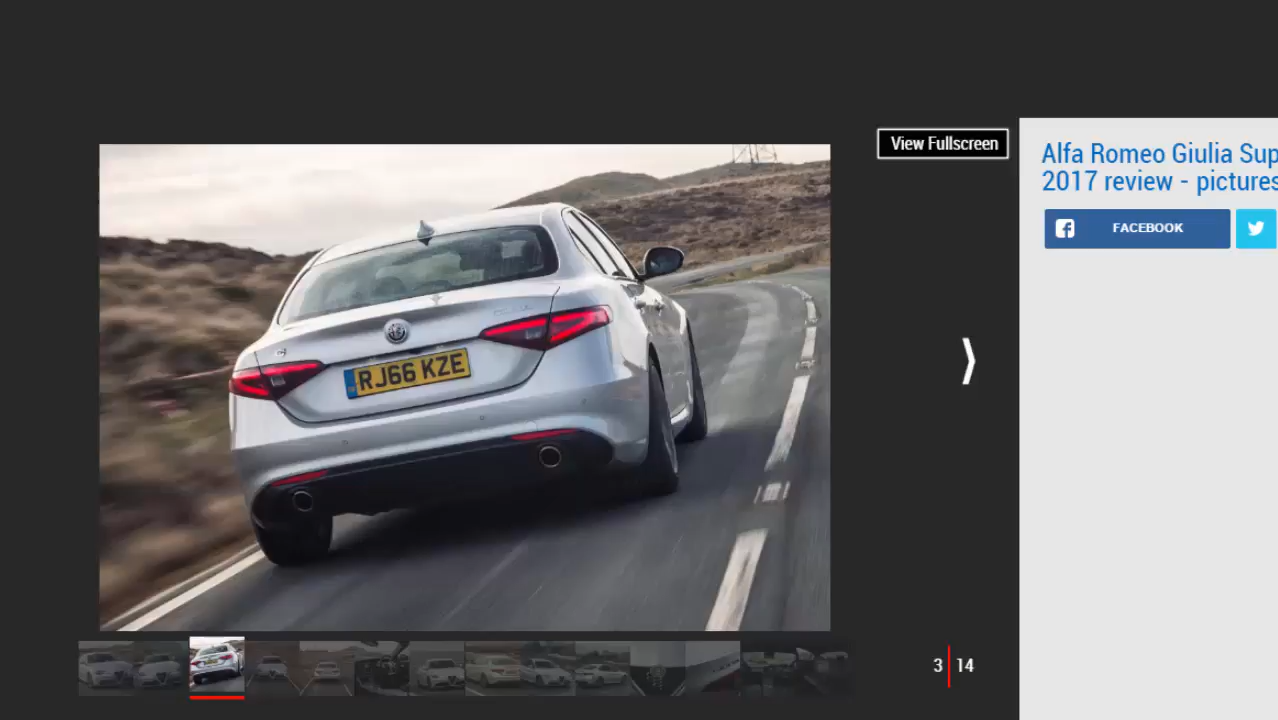 View Fullscreen
Alfa Romeo Giulia Sup
2017 review - pictures
FACEBOOK
RJ66 KZE
3 14